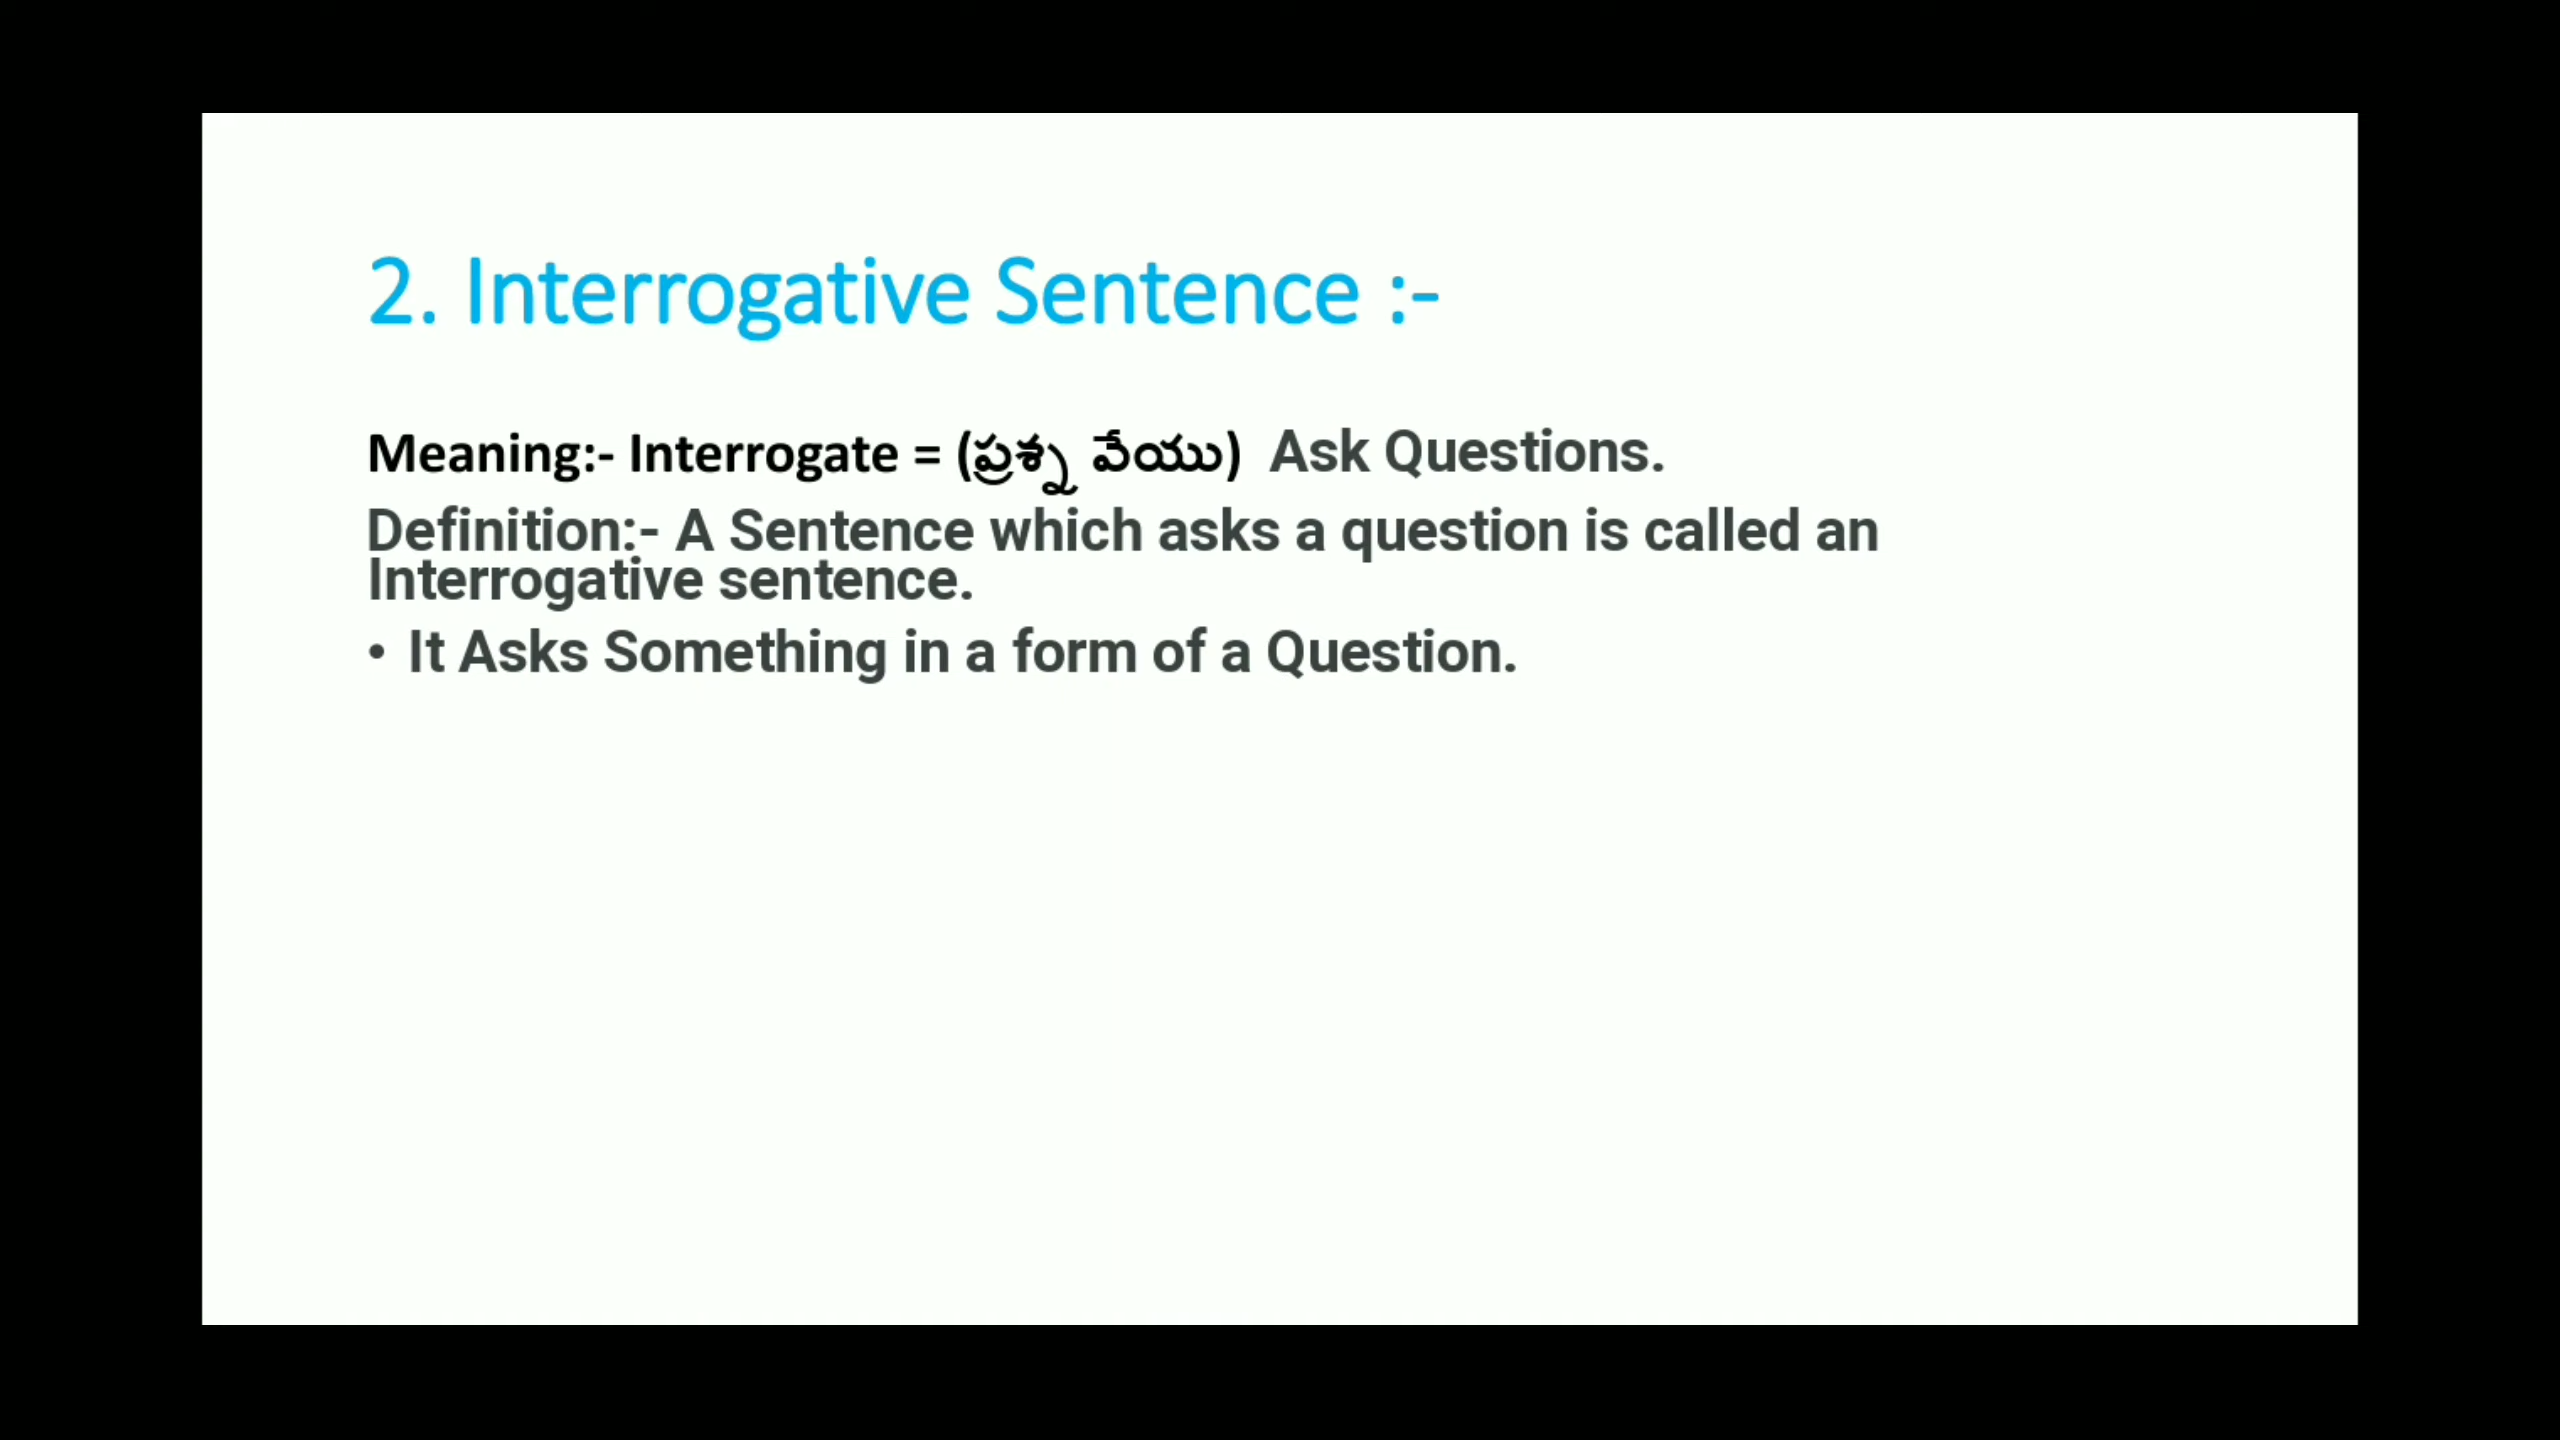 2. Interrogative Sentence :-
Meaning:- Interrogate = (ప్రశ్న వేయు) Ask Questions.
Definition:- A Sentence which asks a question is called an
Interrogative sentence.
• It Asks Something in a form of a Question.